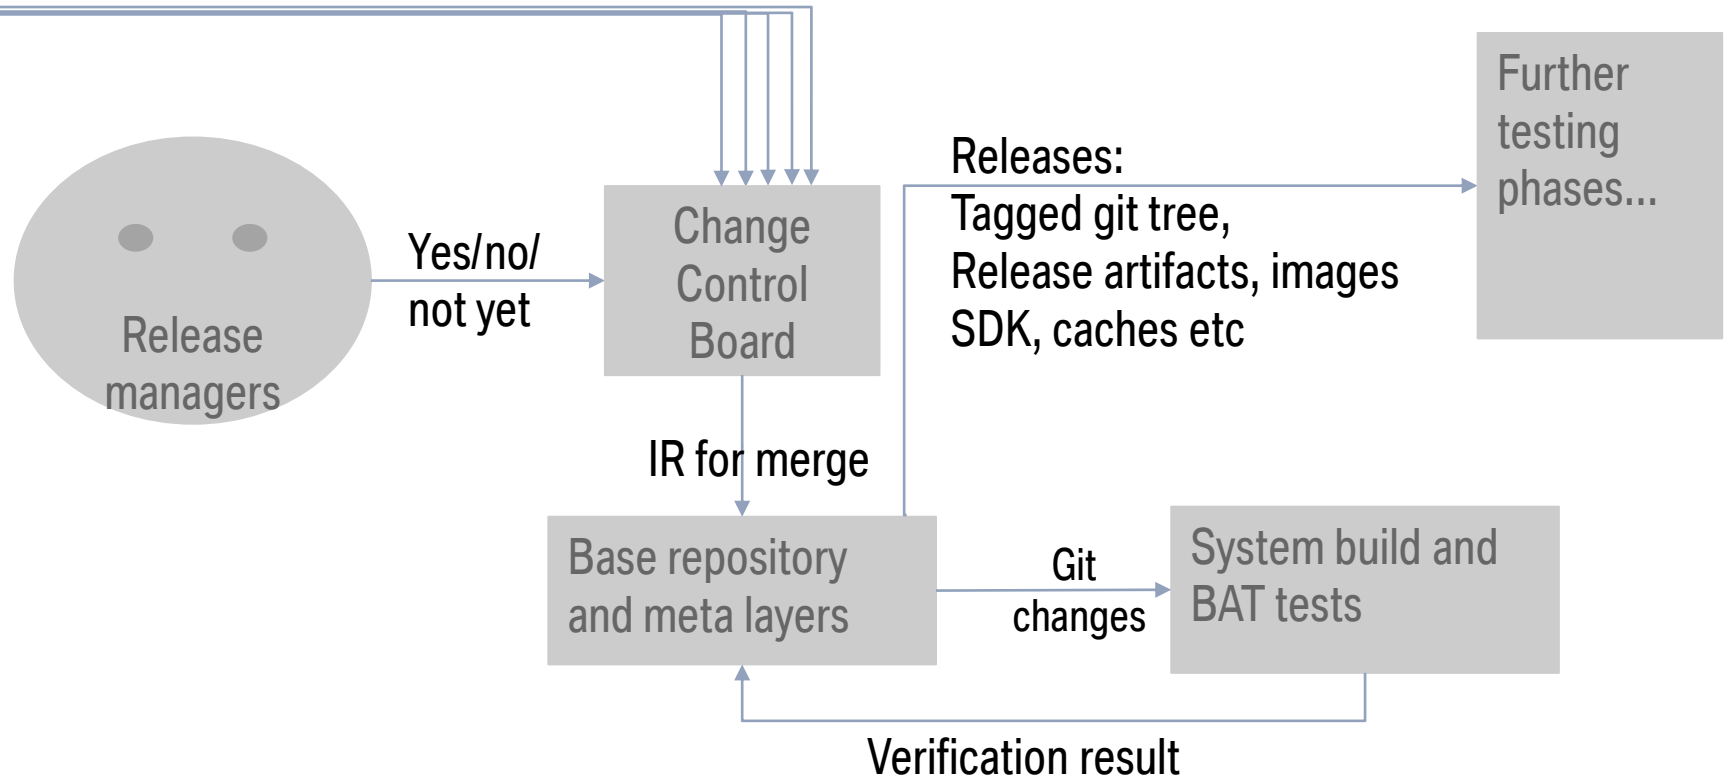 Further
testing
phases...
Releases:
Tagged git tree,
Release artifacts, images
SDK, caches etc
Change
Control
Board
Yes/no/
not yet
Release
managers
IR for merge
Base repository
and meta layers
Git
changes
System build and
BAT tests
Verification result